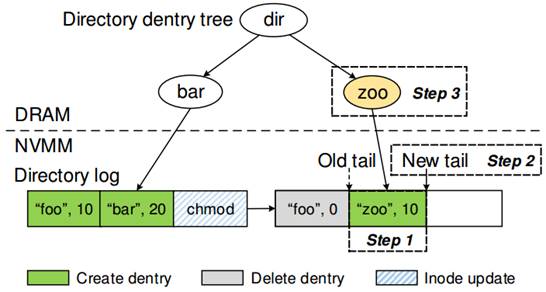 Directory dentry tree
dir
bar
zoo
Step 3
DRAM
NVMM
Old tail
New tail
Step 2
Directory log
“foo”, 10
“bar”, 20
chmod
“foo”, 0
“zoo”, 10
Step 1
Create dentry
Delete dentry
Inode update